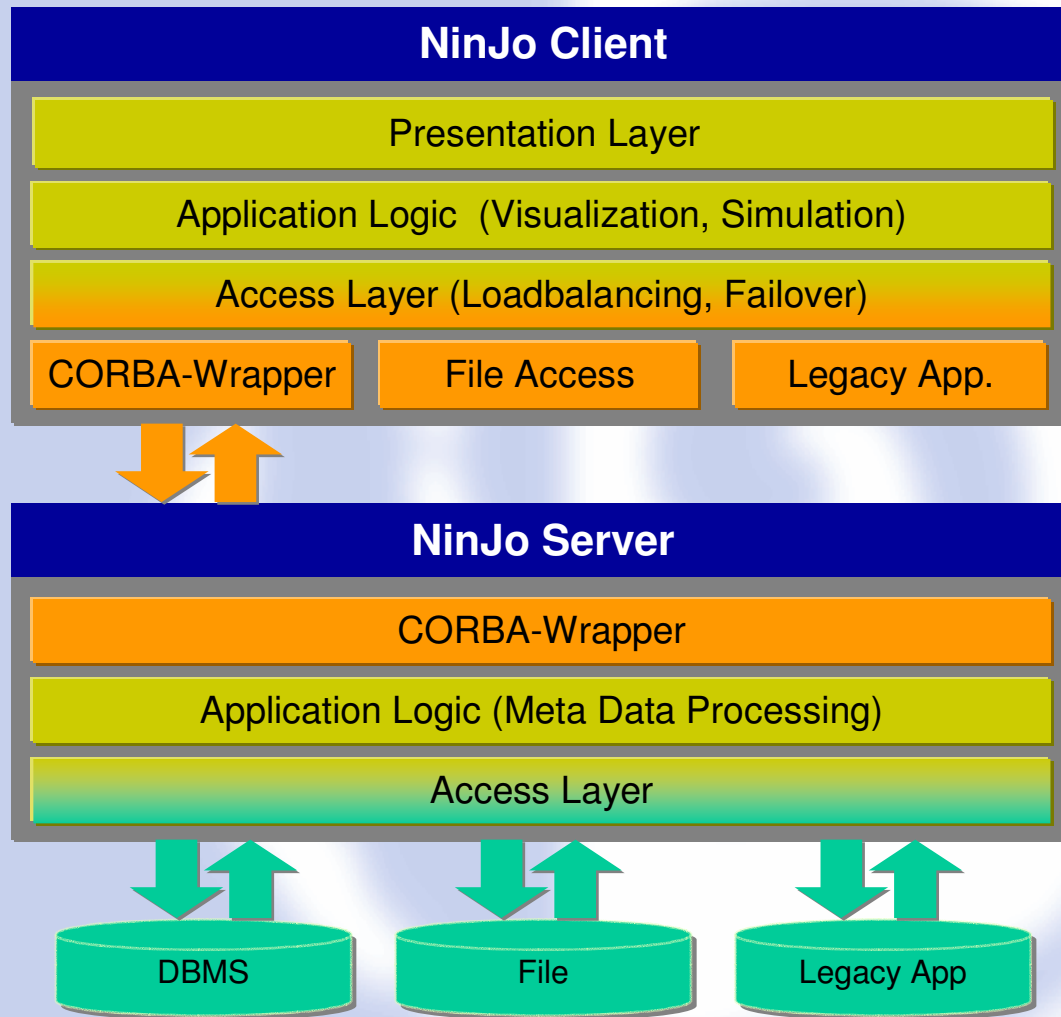 NinJo Client
Presentation Layer
Application Logic (Visualization, Simulation)
Access Layer (Loadbalancing, Failover)
CORBA-Wrapper
File Access
Legacy App.
NinJo Server
CORBA-Wrapper
Application Logic (Meta Data Processing)
Access Layer
DBMS
File
Legacy App